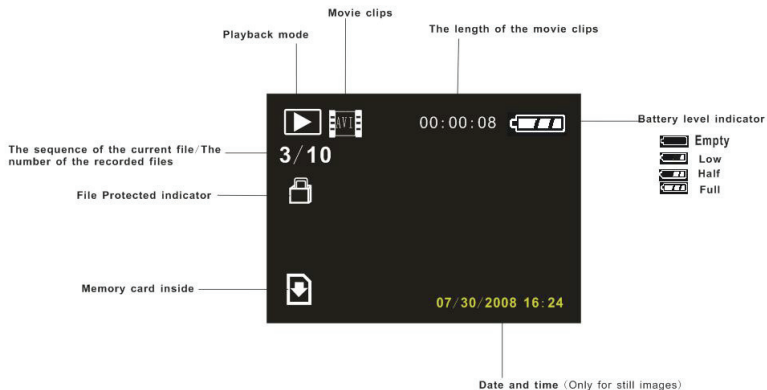 Movie clips
Playback mode
The length of the movie clips
AVI
00:00:08
Battery level indicator
Empty
Low
Half
Full
The sequence of the current file/The
number of the recorded files
3/10
File Protected indicator
Memory card inside
07/30/2008 16:24
Date and time (Only for still images)